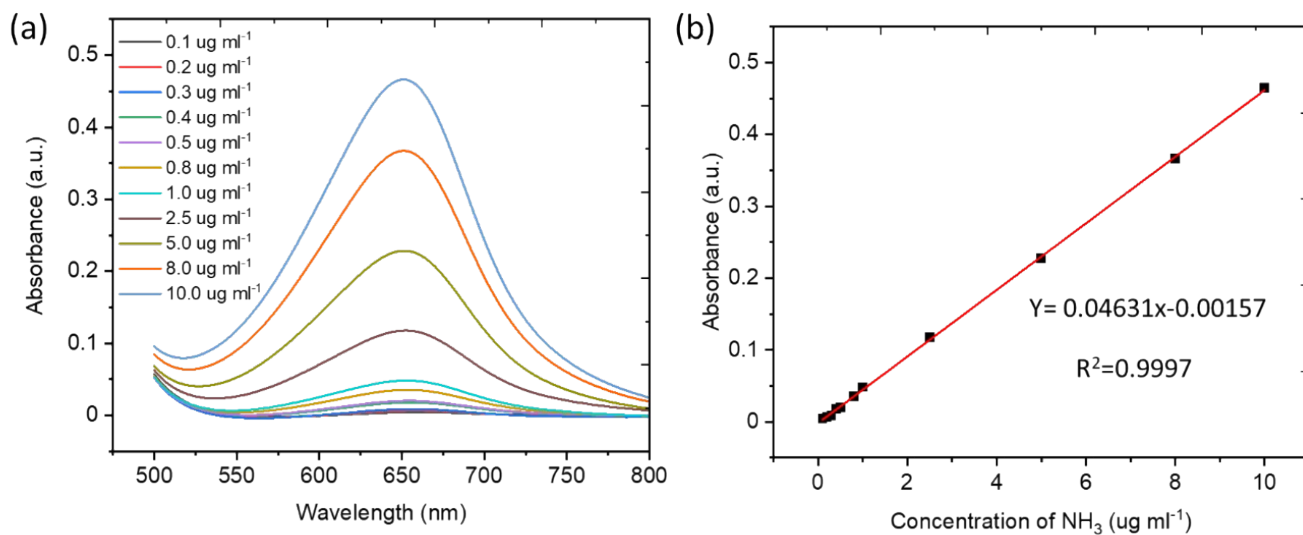 (a)
0.1 ug ml⁻¹
0.2 ug ml⁻¹
0.3 ug ml⁻¹
0.4 ug ml⁻¹
0.5 ug ml⁻¹
0.8 ug ml⁻¹
1.0 ug ml⁻¹
2.5 ug ml⁻¹
5.0 ug ml⁻¹
8.0 ug ml⁻¹
10.0 ug ml⁻¹
0.5
0.4
0.3
0.2
0.1
0
Absorbance (a.u.)
500 550 600 650 700 750 800
Wavelength (nm)
(b)
0.5
0.4
0.3
0.2
0.1
0
Absorbance (a.u.)
Y= 0.04631x-0.00157
R²=0.9997
0 2 4 6 8 10
Concentration of NH₃ (ug ml⁻¹)